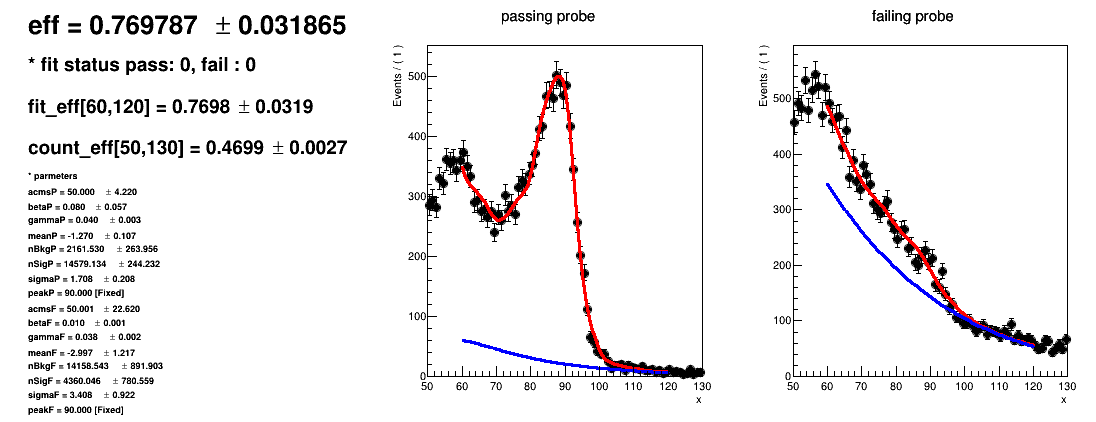 eff = 0.769787 ± 0.031865
* fit status pass: 0, fail : 0
fit_eff[60,120] = 0.7698 ± 0.0319
count_eff[50,130] = 0.4699 ± 0.0027
* parmeters
acmsP = 50.000 ± 4.220
betaP = 0.080 ± 0.057
gammaP = 0.040 ± 0.003
meanP = -1.270 ± 0.107
nBkgP = 2161.530 ± 263.956
nSigP = 14579.134 ± 244.232
sigmaP = 1.708 ± 0.208
peakP = 90.000 [Fixed]
acmsF = 50.001 ± 22.620
betaF = 0.010 ± 0.001
gammaF = 0.038 ± 0.002
meanF = -2.997 ± 1.217
nBkgF = 14158.543 ± 891.903
nSigF = 4360.046 ± 780.559
sigmaF = 3.408 ± 0.922
peakF = 90.000 [Fixed]
passing probe
Events / ( 1 )
500
400
300
200
100
0
50 60 70 80 90 100 110 120 130
x
failing probe
Events / ( 1 )
500
400
300
200
100
0
50 60 70 80 90 100 110 120 130
x